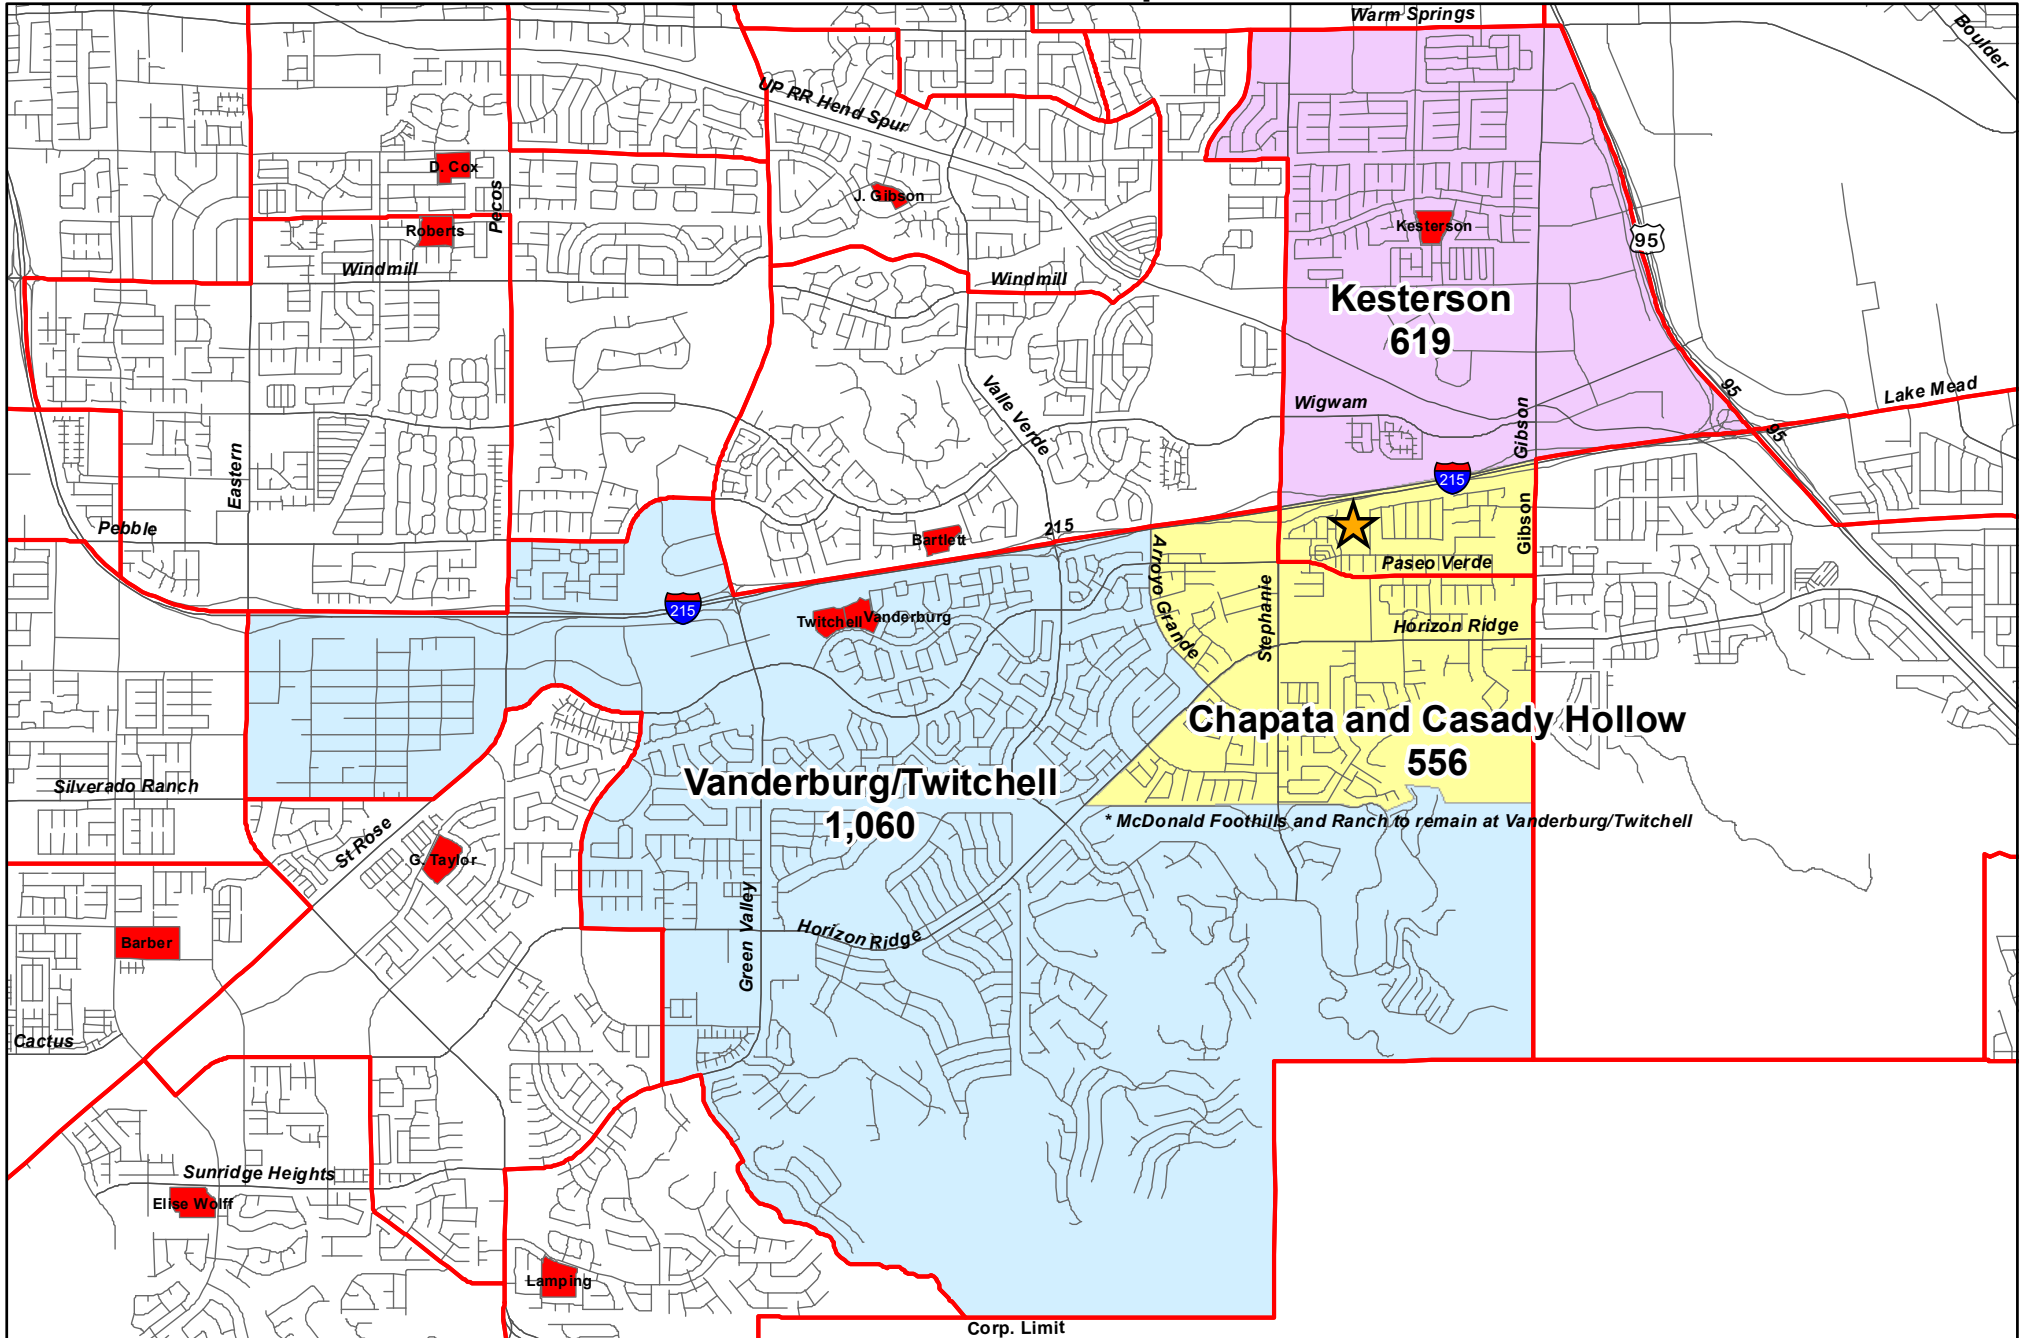 Warm Springs
Boulder
UP RR Hend Spur
D. Cox
Pecos
J. Gibson
Roberts
Kesterson
95
Windmill
Windmill
Kesterson
619
Valle Verde
95
Lake Mead
Wigwam
Gibson
95
Eastern
215
Pebble
215
Bartlett
Gibson
Arroyo Grande
Paseo Verde
Stephanie
215
Twitchell
Vanderburg
Horizon Ridge
Chapata and Casady Hollow
556
Vanderburg/Twitchell
1,060
Silverado Ranch
* McDonald Foothills and Ranch to remain at Vanderburg/Twitchell
St Rose
G. Taylor
Green Valley
Horizon Ridge
Barber
Cactus
Sunridge Heights
Elise Wolff
Lamping
Corp. Limit